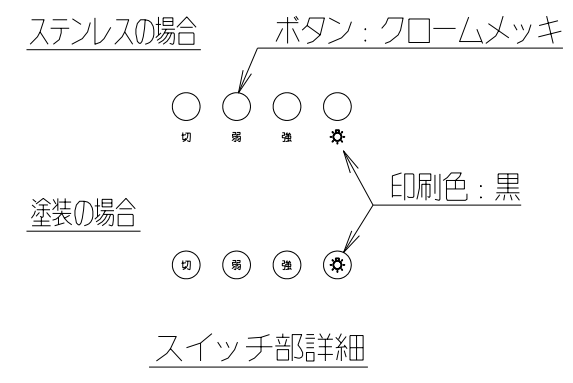 ステンレスの場合
ボタン：クロームメッキ
切 弱 強
印刷色：黒
塗装の場合
切 弱 強
スイッチ部詳細